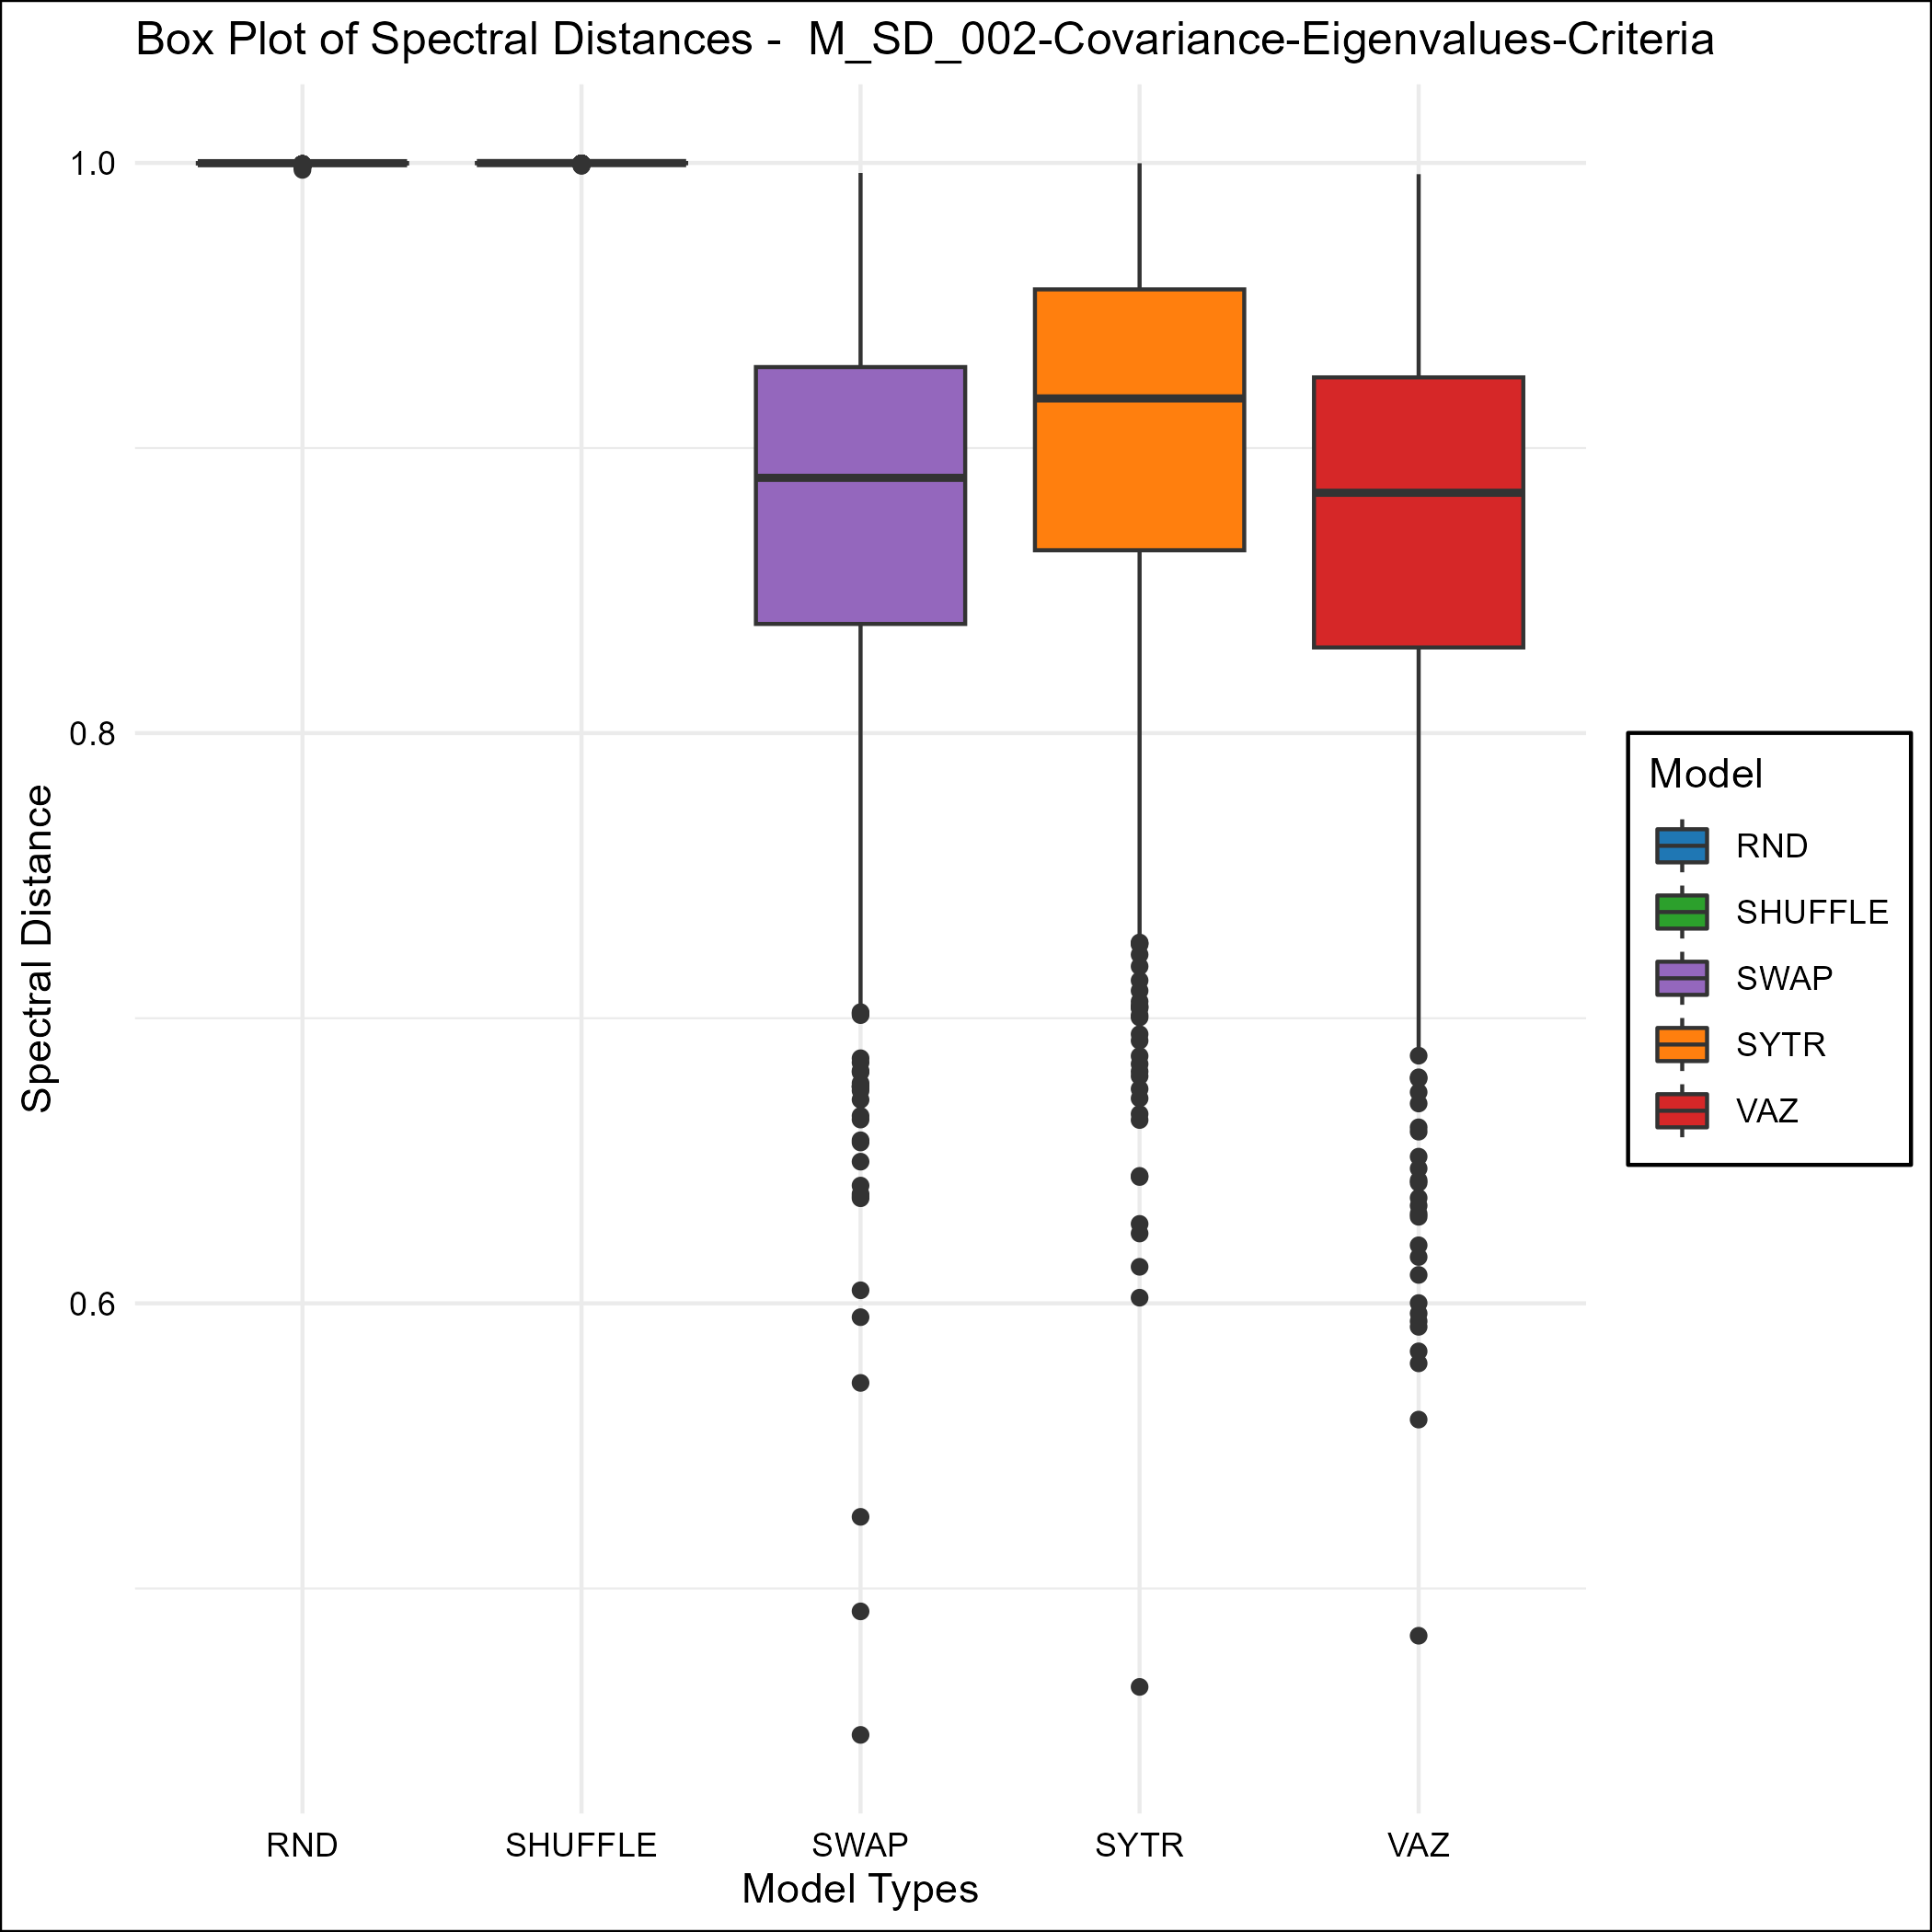 Box Plot of Spectral Distances -  M_SD_002-Covariance-Eigenvalues-Criteria
1.0
0.8
0.6
Spectral Distance
RND
SHUFFLE
SWAP
SYTR
VAZ
Model Types
Model
RND
SHUFFLE
SWAP
SYTR
VAZ